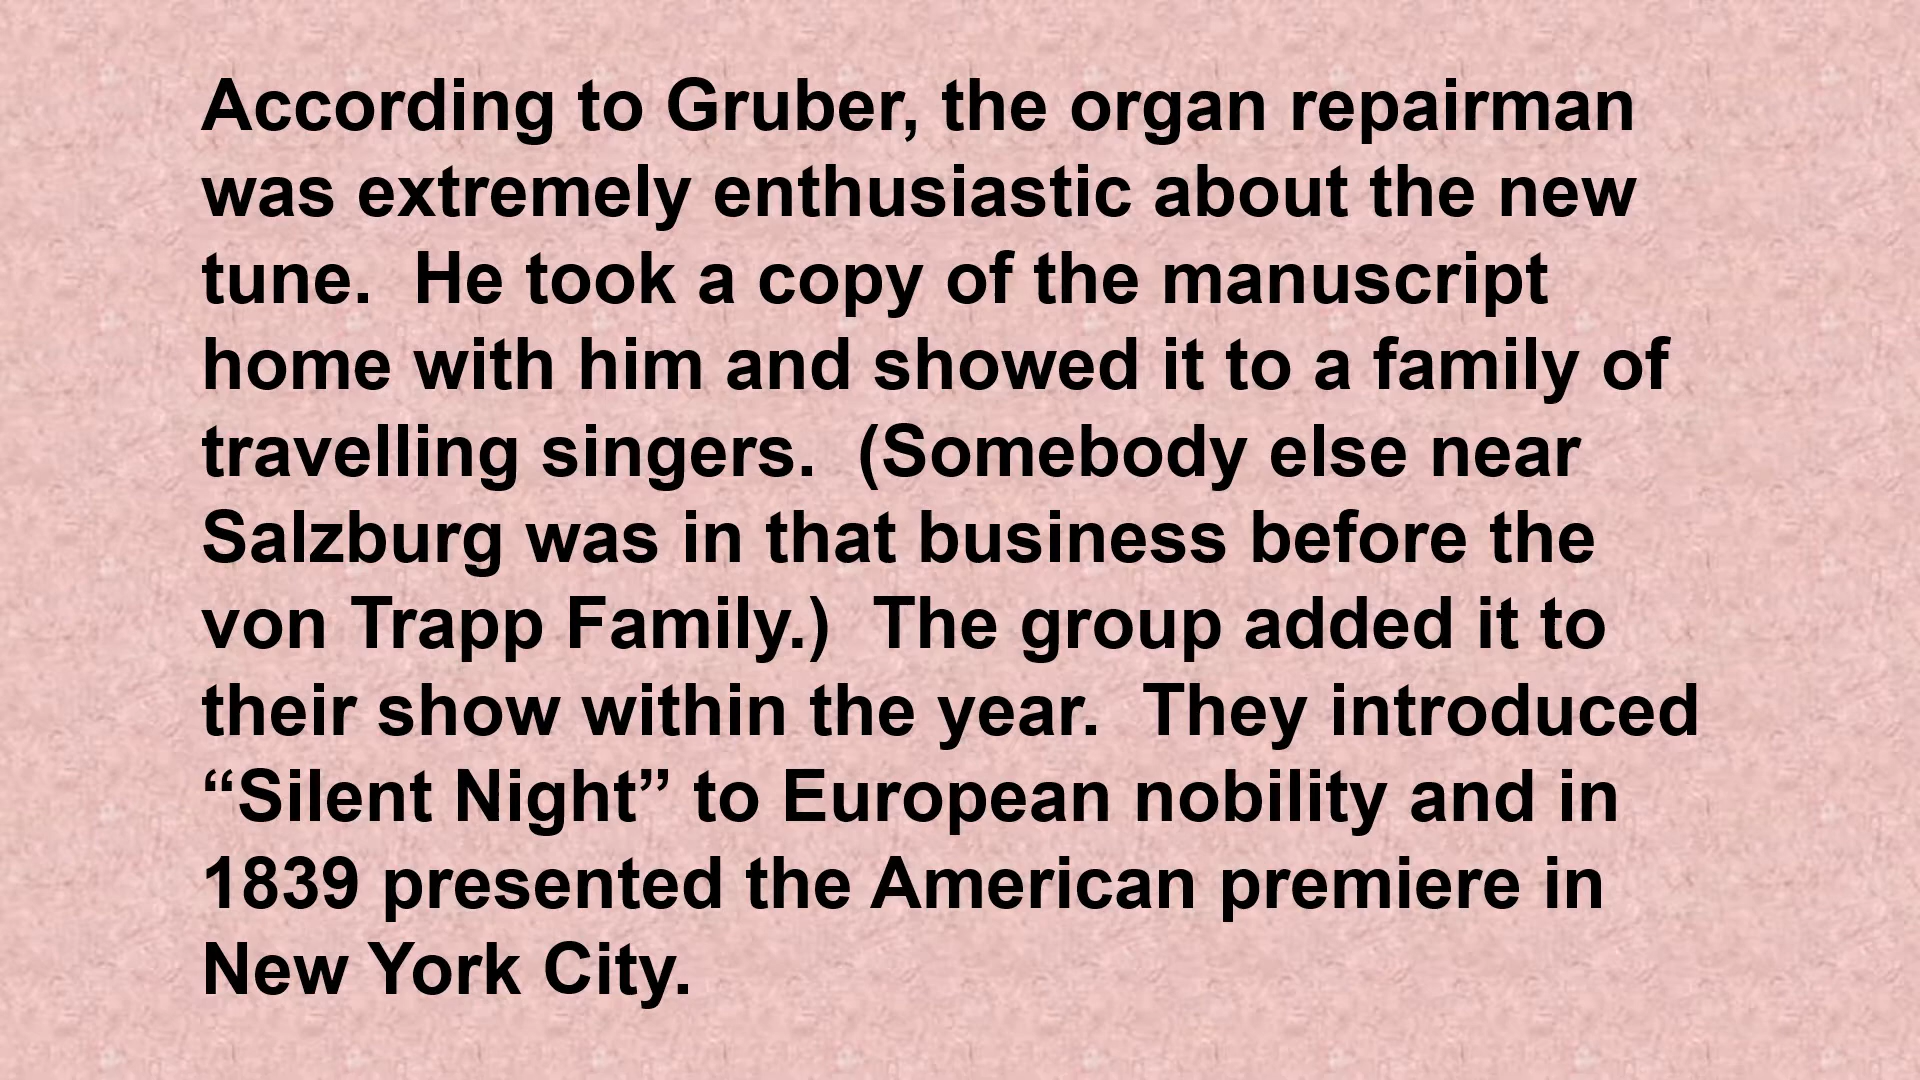 According to Gruber, the organ repairman
was extremely enthusiastic about the new
tune.  He took a copy of the manuscript
home with him and showed it to a family of
travelling singers.  (Somebody else near
Salzburg was in that business before the
von Trapp Family.)  The group added it to
their show within the year.  They introduced
“Silent Night” to European nobility and in
1839 presented the American premiere in
New York City.